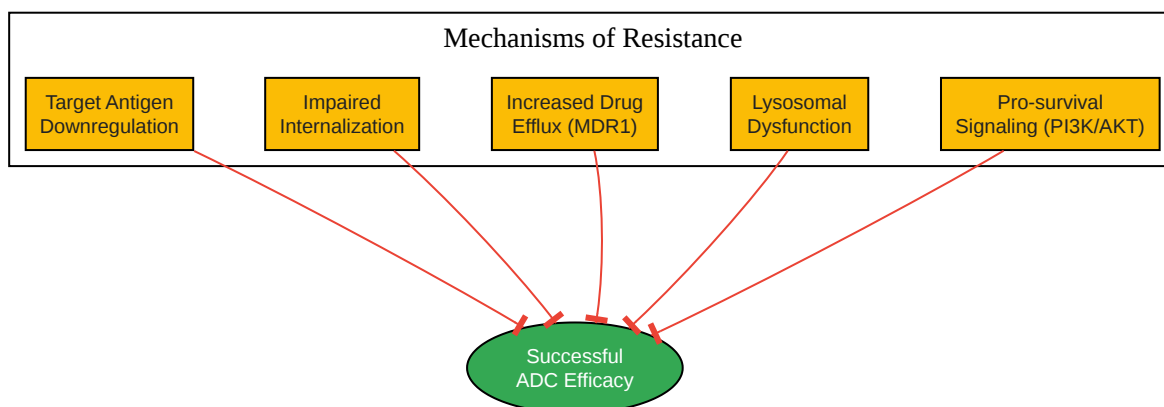 Mechanisms of Resistance
Target Antigen
Downregulation
Impaired
Internalization
Increased Drug
Efflux (MDR1)
Lysosomal
Dysfunction
Pro-survival
Signaling (PI3K/AKT)
Successful
ADC Efficacy